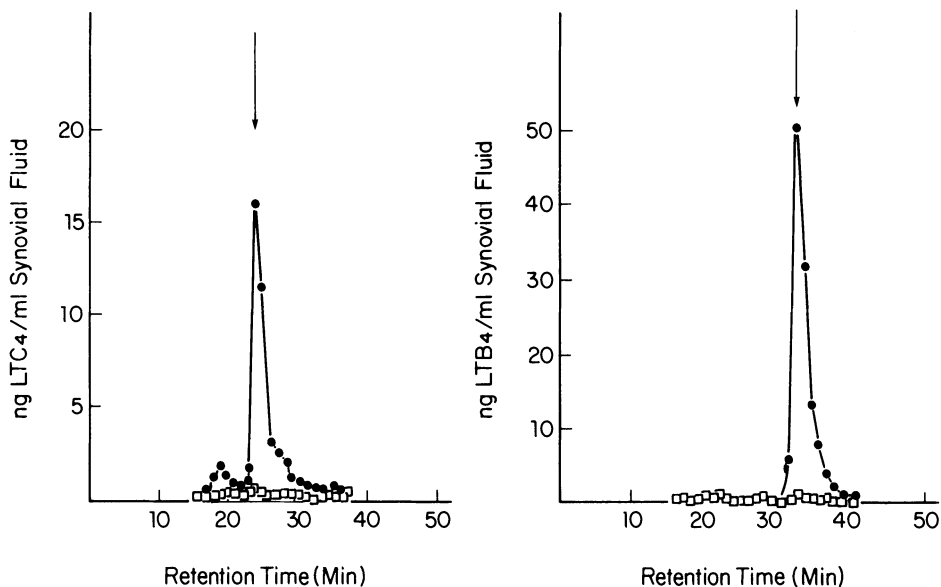 ng LTC4/ml Synovial Fluid
20
15
10
5
10 20 30 40 50
Retention Time (Min)
ng LTB4/ml Synovial Fluid
50
40
30
20
10
10 20 30 40 50
Retention Time (Min)